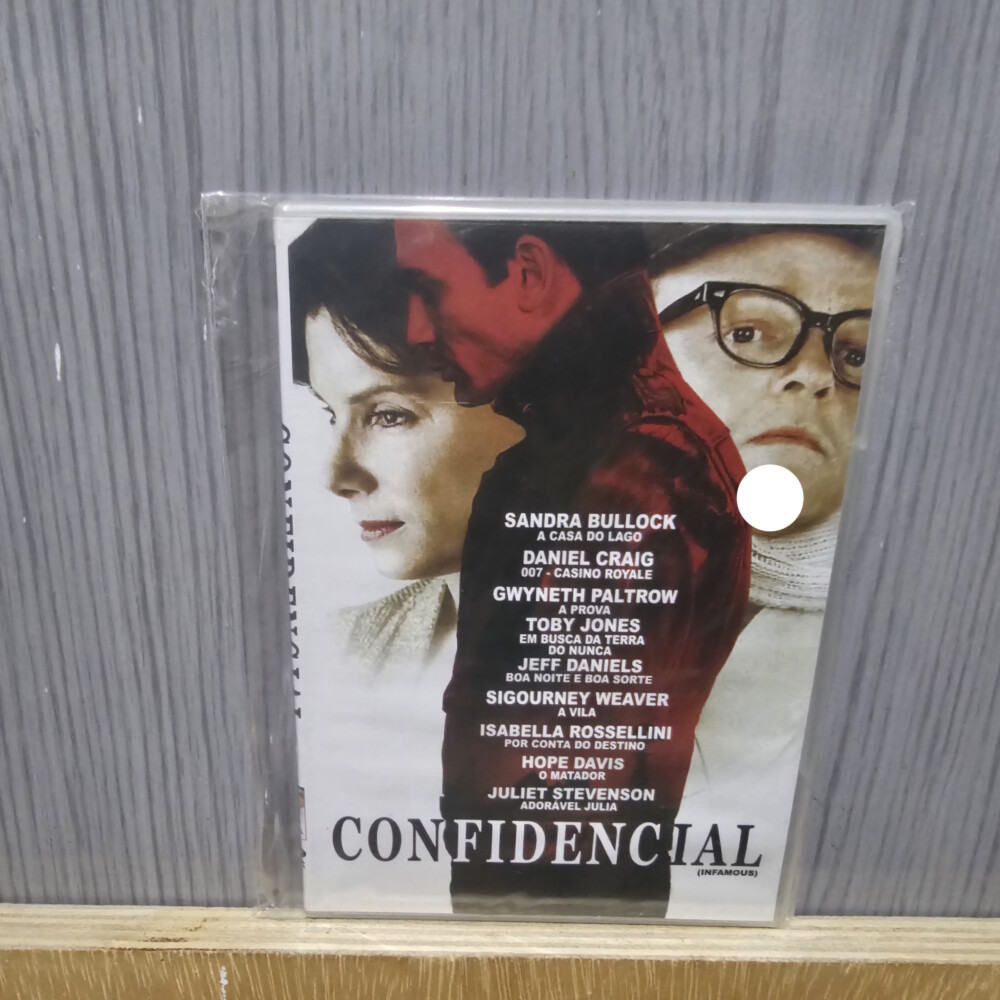 SANDRA BULLOCK
A CASA DO LAGO
DANIEL CRAIG
007 - CASINO ROYALE
GWYNETH PALTROW
A PROVA
TOBY JONES
EM BUSCA DA TERRA
DO NUNCA
JEFF DANIELS
BOA NOITE E BOA SORTE
SIGOURNEY WEAVER
A VILA
ISABELLA ROSSELLINI
POR CONTA DO DESTINO
HOPE DAVIS
O MATADOR
JULIET STEVENSON
ADORÁVEL JULIA
CONFIDENCIAL
(INFAMOUS)
CONFIDENCIAL